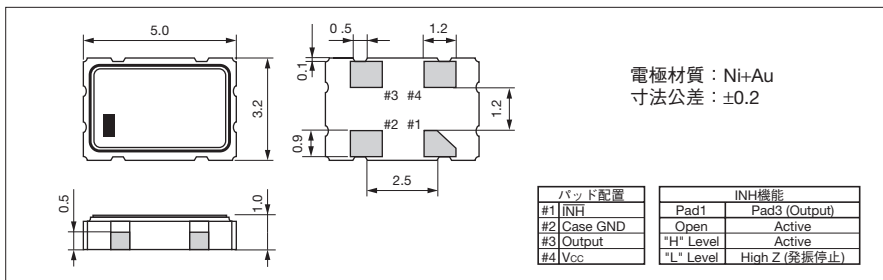 5.0
0.5
1.2
0.1
3.2
#3 #4
#2 #1
1.2
0.9
2.5
0.5
1.0
電極材質：Ni+Au
寸法公差：±0.2
パッド配置
#1 INH
#2 Case GND
#3 Output
#4 Vcc
INH機能
Pad1 Pad3 (Output)
Open Active
"H" Level Active
"L" Level High Z (発振停止)